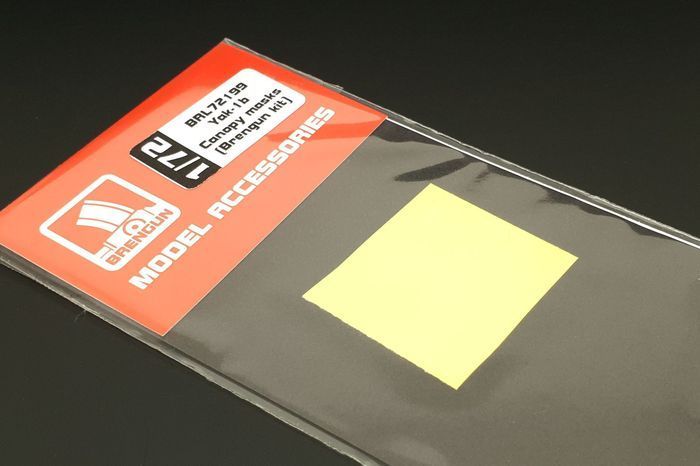 BRL72199
Yak-1b
Canopy masks
(Brengun kit)
1/72
BRENGUN
MODEL ACCESSORIES